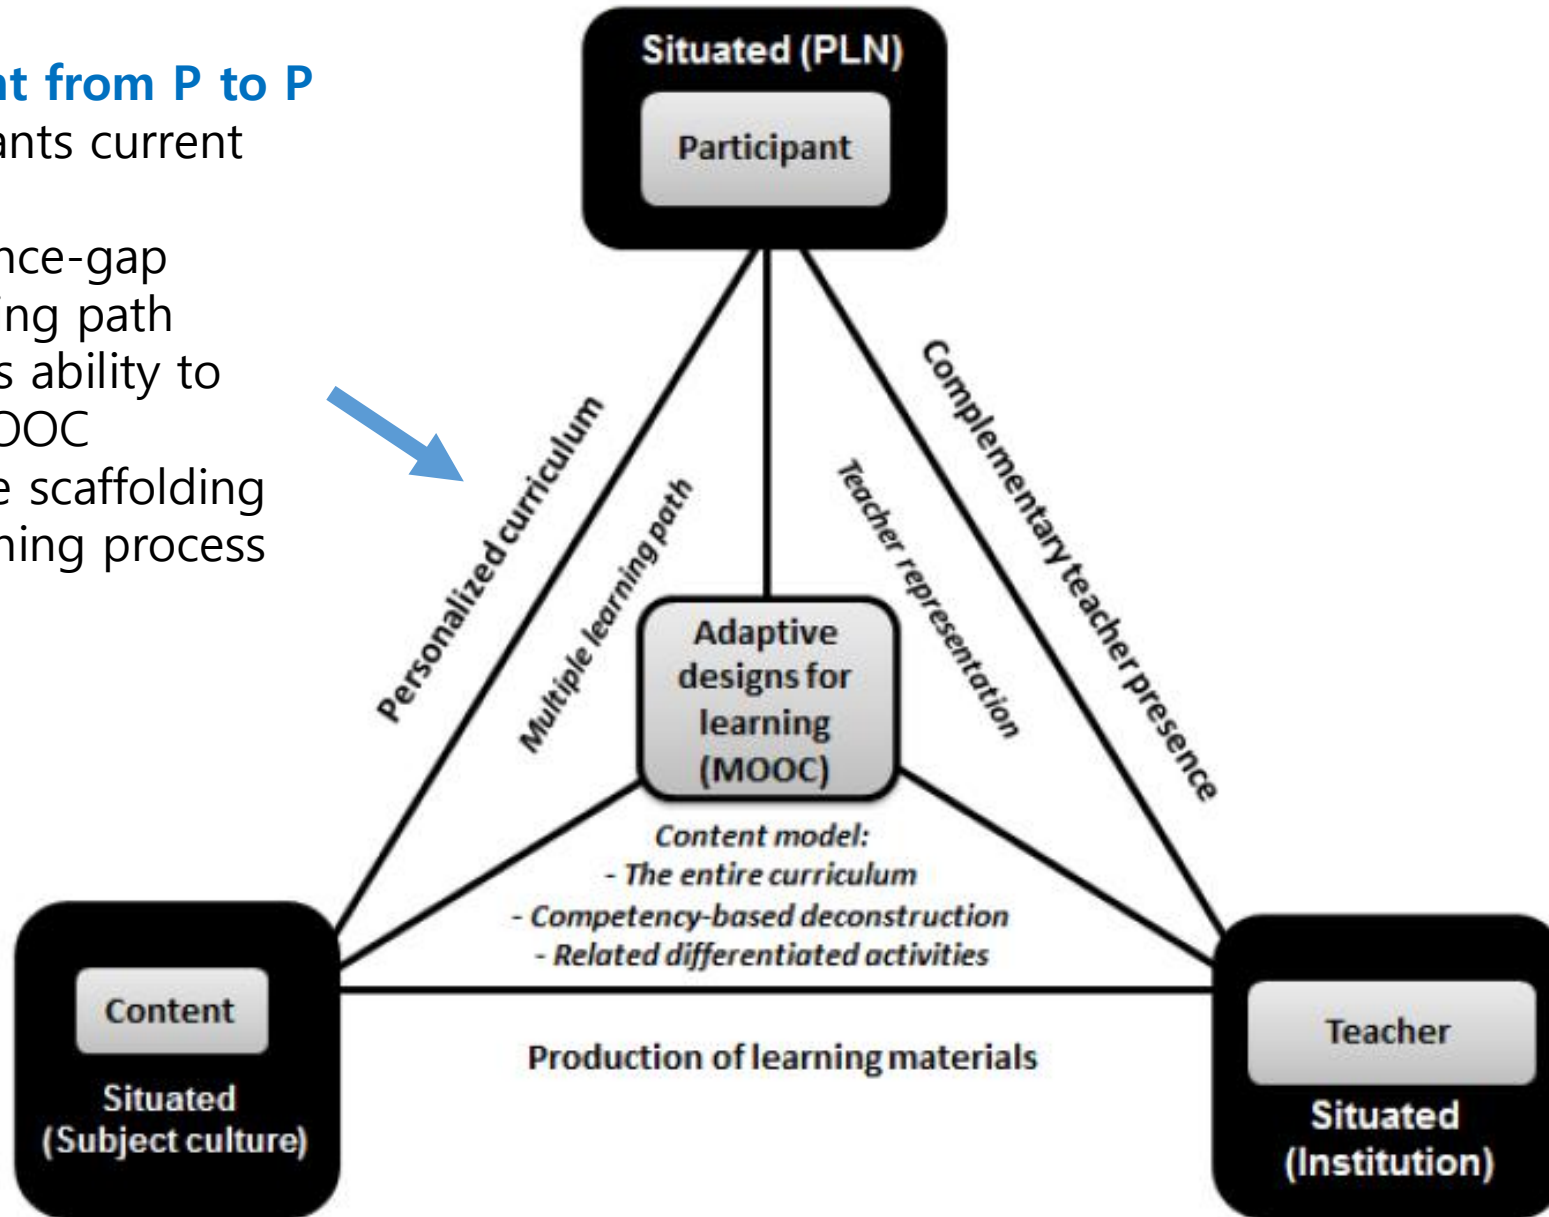 nt from P to P
ants current
nce-gap
ing path
s ability to
OOC
e scaffolding
ning process
Situated (PLN)
Participant
Personalized curriculum
Multiple learning path
Teacher representation
Complementary teacher presence
Adaptive
designs for
learning
(MOOC)
Content model:
- The entire curriculum
- Competency-based deconstruction
- Related differentiated activities
Content
Situated
(Subject culture)
Production of learning materials
Teacher
Situated
(Institution)